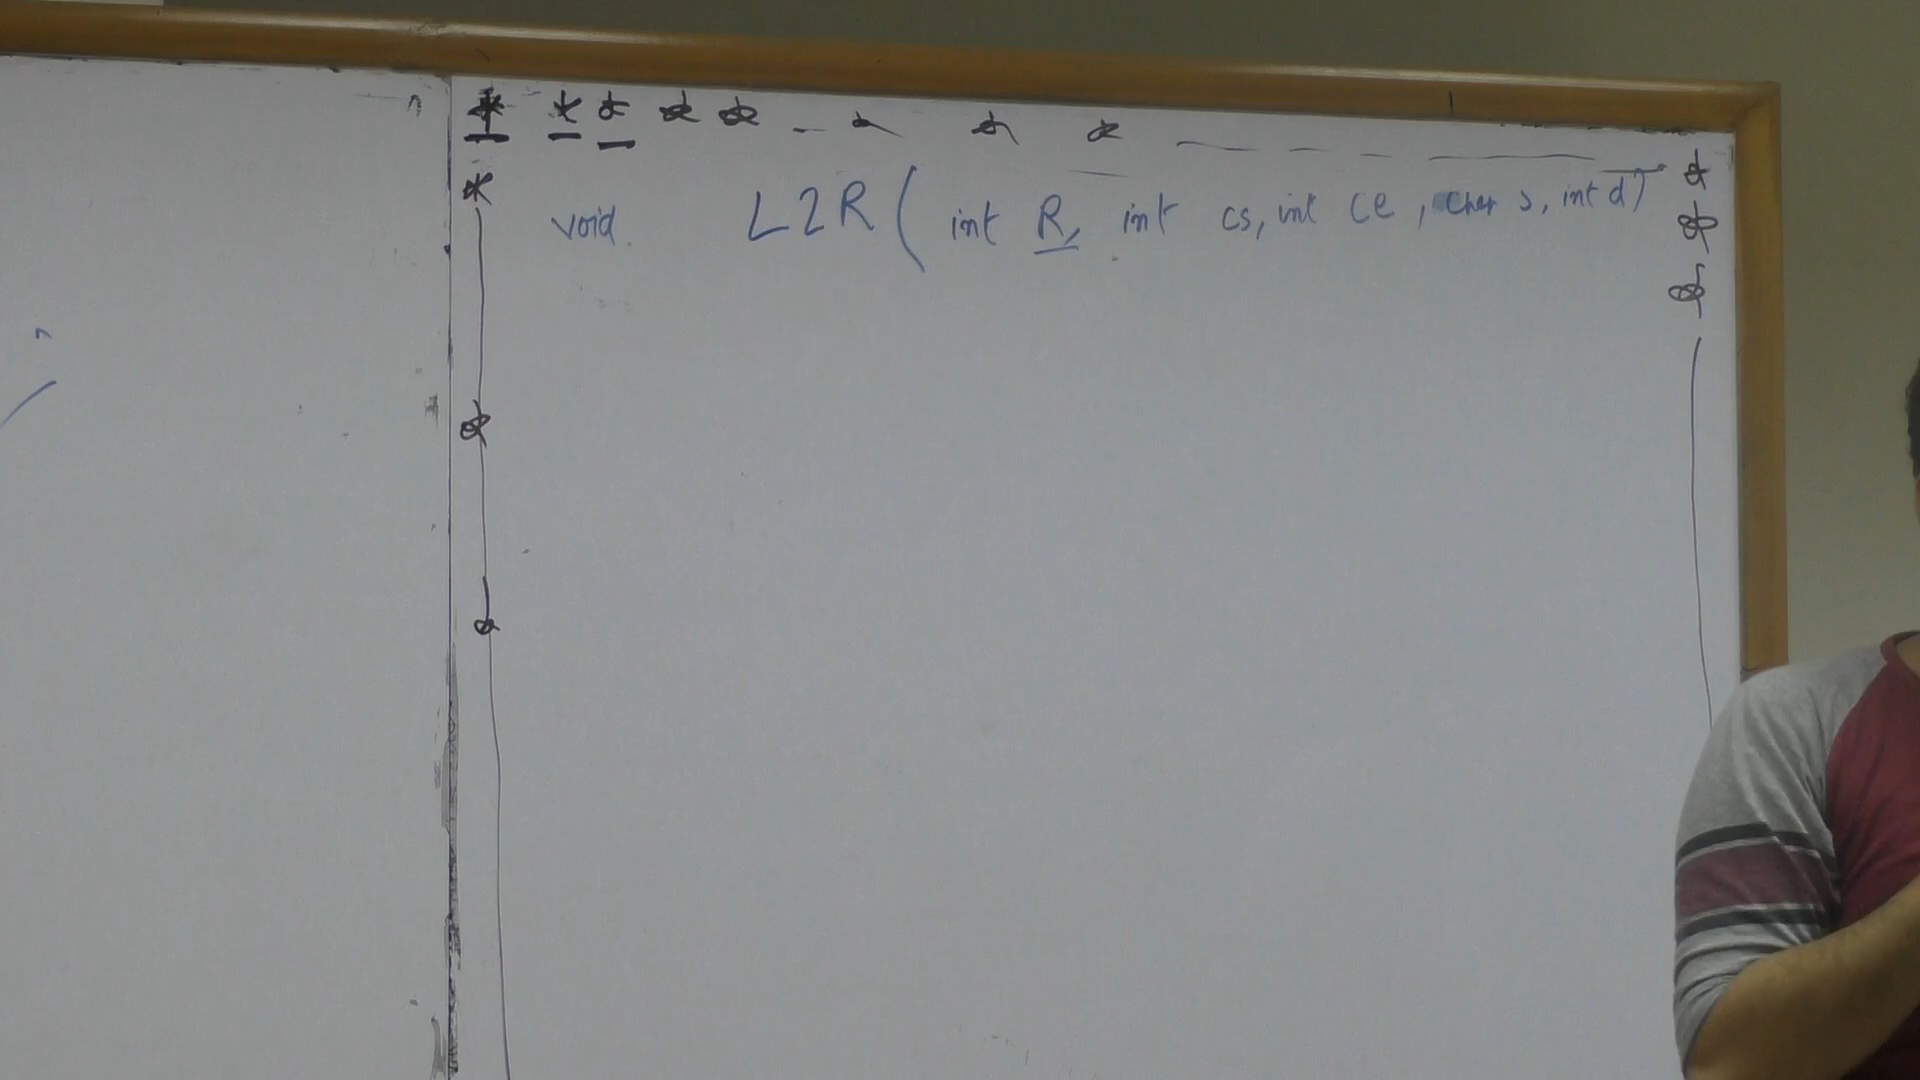 * * * * * - * * * - - - - -
* *
void L2R ( int R, int cs, int ce, char s, int d)
*
*
*
*